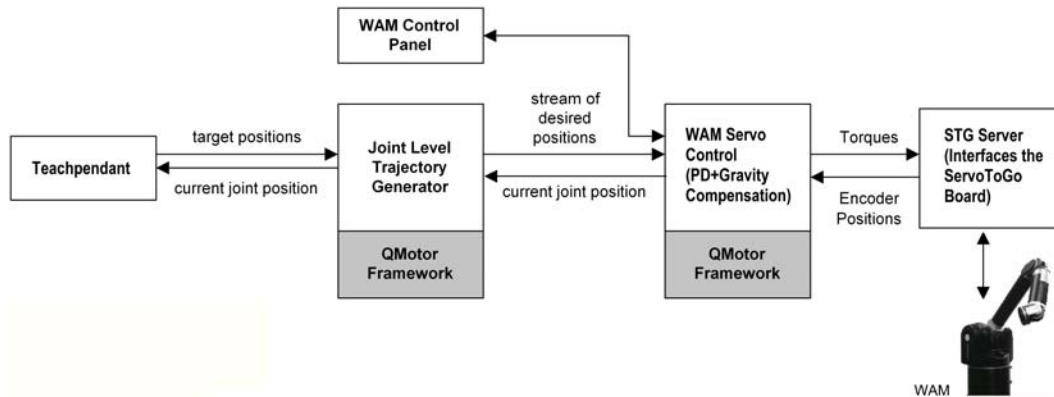 WAM Control
Panel
Teachpendant
target positions
current joint position
Joint Level
Trajectory
Generator
QMotor
Framework
stream of
desired
positions
current joint position
WAM Servo
Control
(PD+Gravity
Compensation)
QMotor
Framework
Torques
Encoder
Positions
STG Server
(Interfaces the
ServoToGo
Board)
WAM